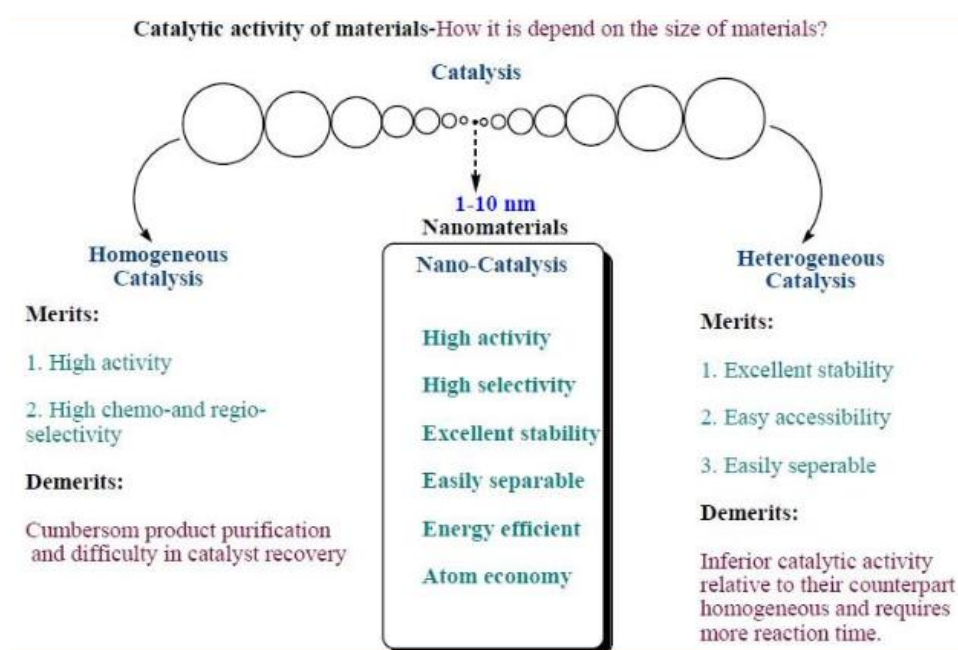 Catalytic activity of materials-How it is depend on the size of materials?
Catalysis
1-10 nm
Nanomaterials
Homogeneous
Catalysis
Merits:
1. High activity
2. High chemo-and regio-
selectivity
Demerits:
Cumbersom product purification
and difficulty in catalyst recovery
Nano-Catalysis
High activity
High selectivity
Excellent stability
Easily separable
Energy efficient
Atom economy
Heterogeneous
Catalysis
Merits:
1. Excellent stability
2. Easy accessibility
3. Easily seperable
Demerits:
Inferior catalytic activity
relative to their counterpart
homogeneous and requires
more reaction time.